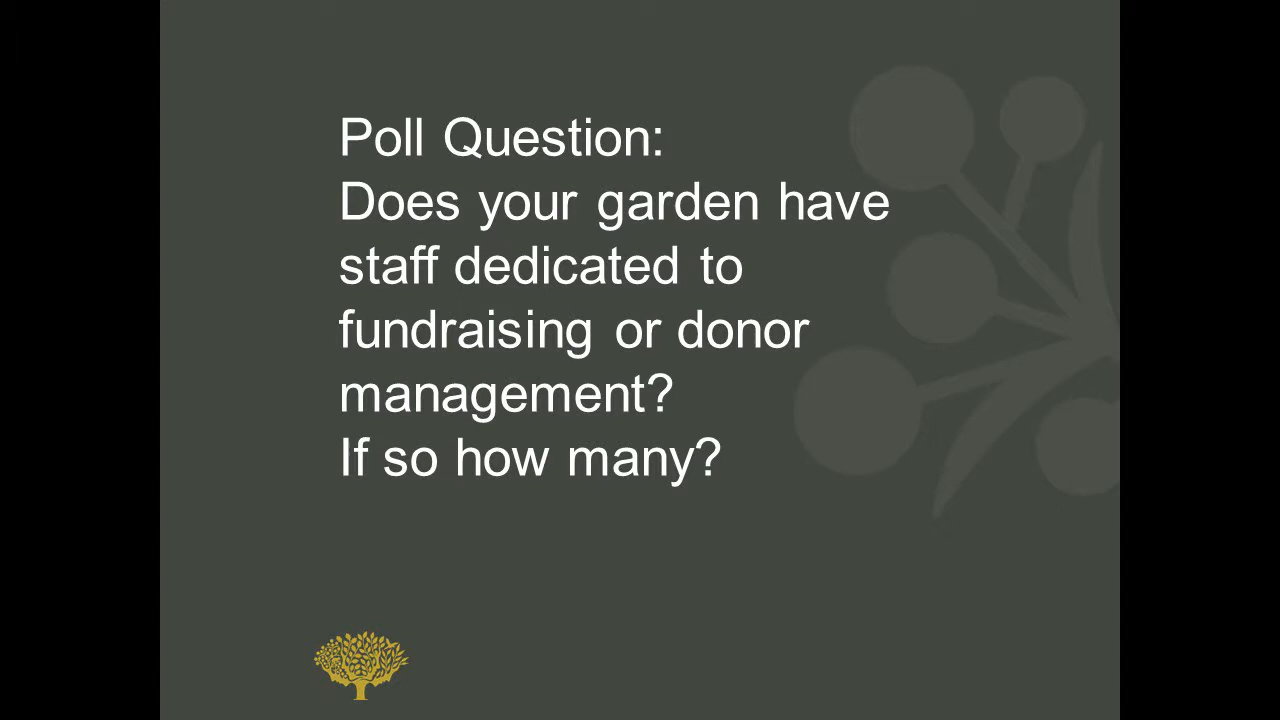 Poll Question:
Does your garden have
staff dedicated to
fundraising or donor
management?
If so how many?